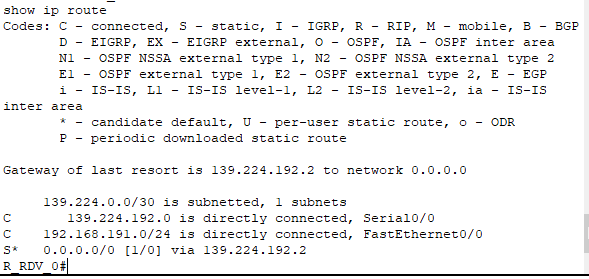 show ip route
Codes: C - connected, S - static, I - IGRP, R - RIP, M - mobile, B - BGP
       D - EIGRP, EX - EIGRP external, O - OSPF, IA - OSPF inter area
       N1 - OSPF NSSA external type 1, N2 - OSPF NSSA external type 2
       E1 - OSPF external type 1, E2 - OSPF external type 2, E - EGP
       i - IS-IS, L1 - IS-IS level-1, L2 - IS-IS level-2, ia - IS-IS
inter area
       * - candidate default, U - per-user static route, o - ODR
       P - periodic downloaded static route
Gateway of last resort is 139.224.192.2 to network 0.0.0.0
     139.224.0.0/30 is subnetted, 1 subnets
C       139.224.192.0 is directly connected, Serial0/0
C    192.168.191.0/24 is directly connected, FastEthernet0/0
S*   0.0.0.0/0 [1/0] via 139.224.192.2
R_RDV_0#